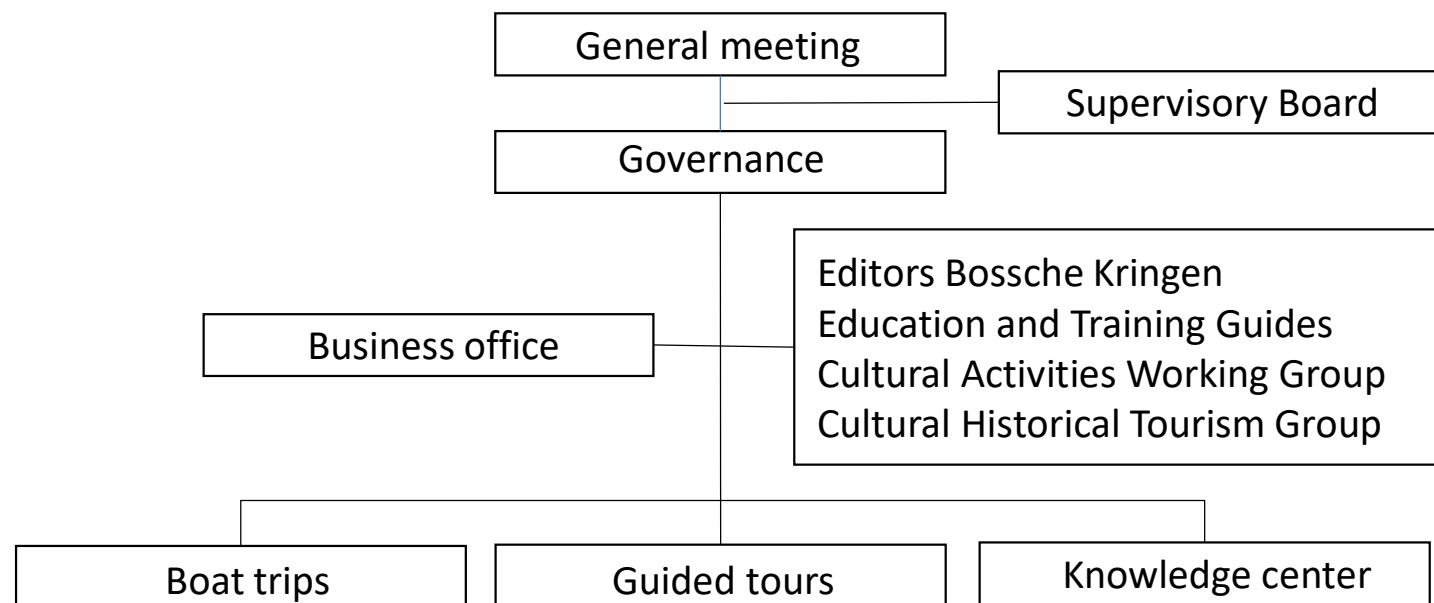 General meeting
Supervisory Board
Governance
Editors Bossche Kringen
Education and Training Guides
Cultural Activities Working Group
Cultural Historical Tourism Group
Business office
Boat trips
Guided tours
Knowledge center